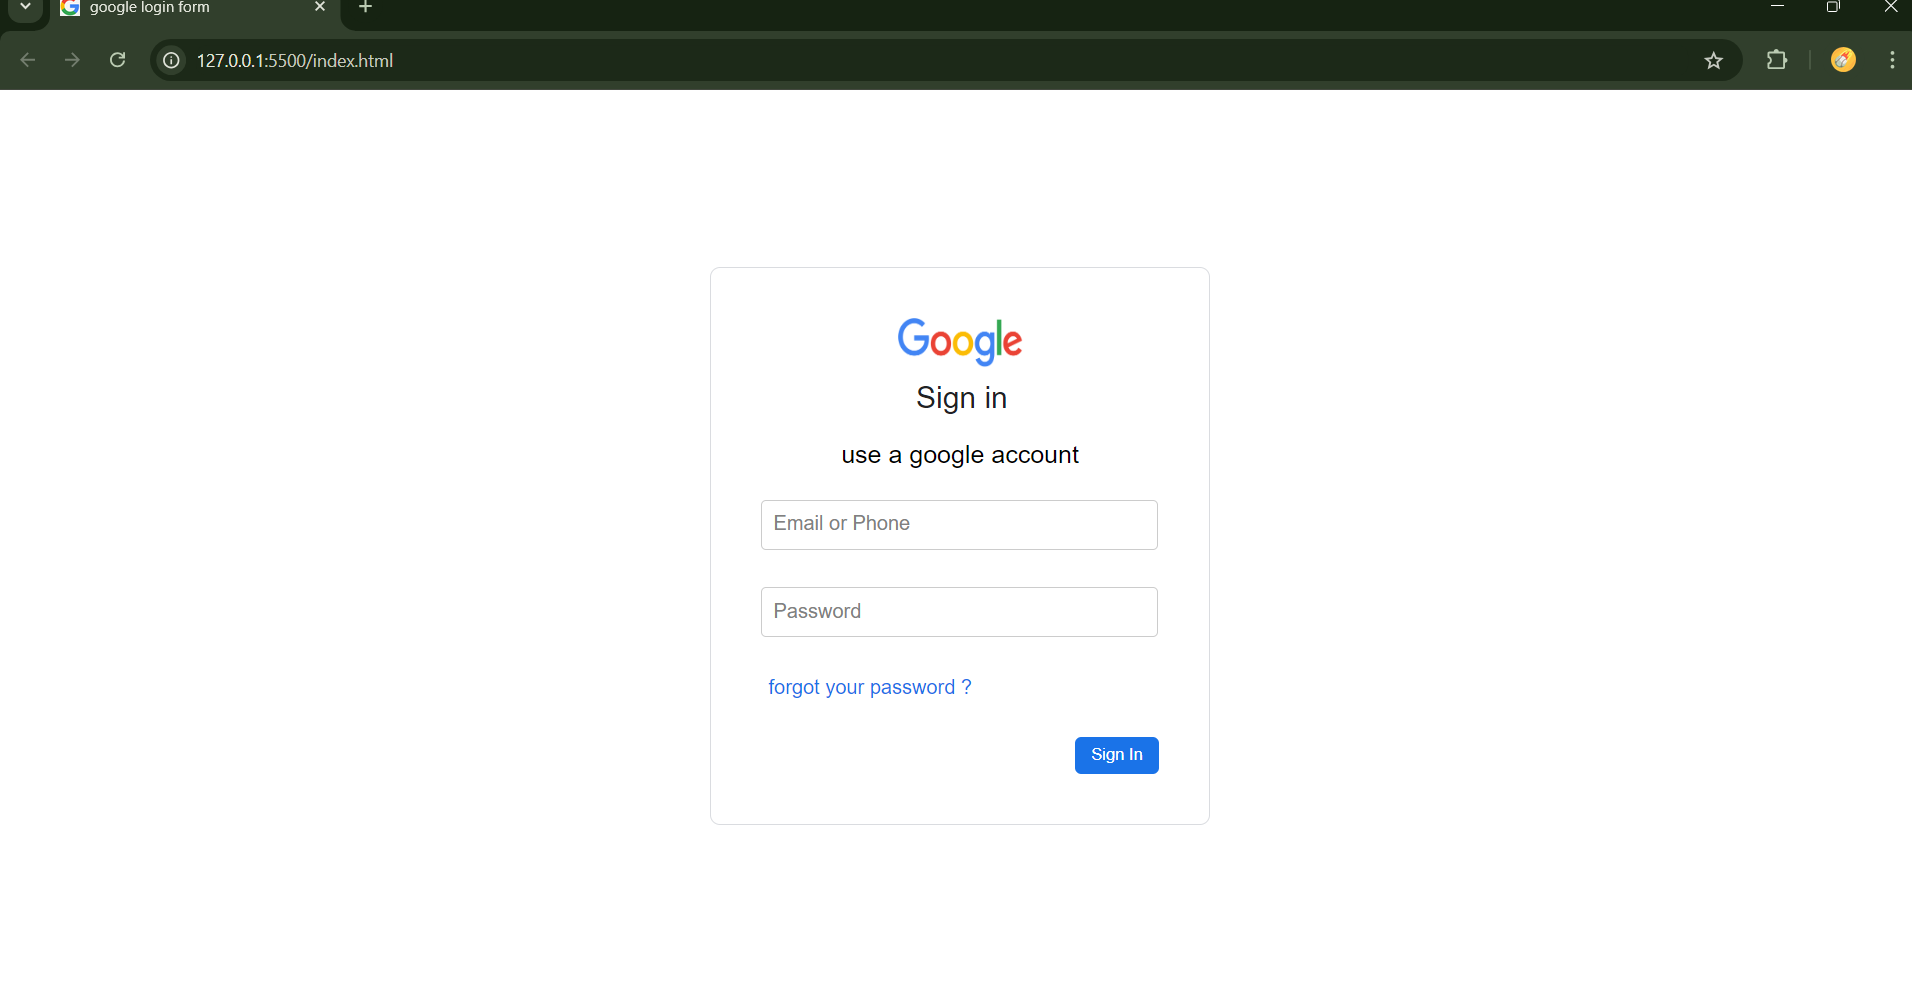 google login form
127.0.0.1:5500/index.html
Google
Sign in
use a google account
Email or Phone
Password
forgot your password ?
Sign In